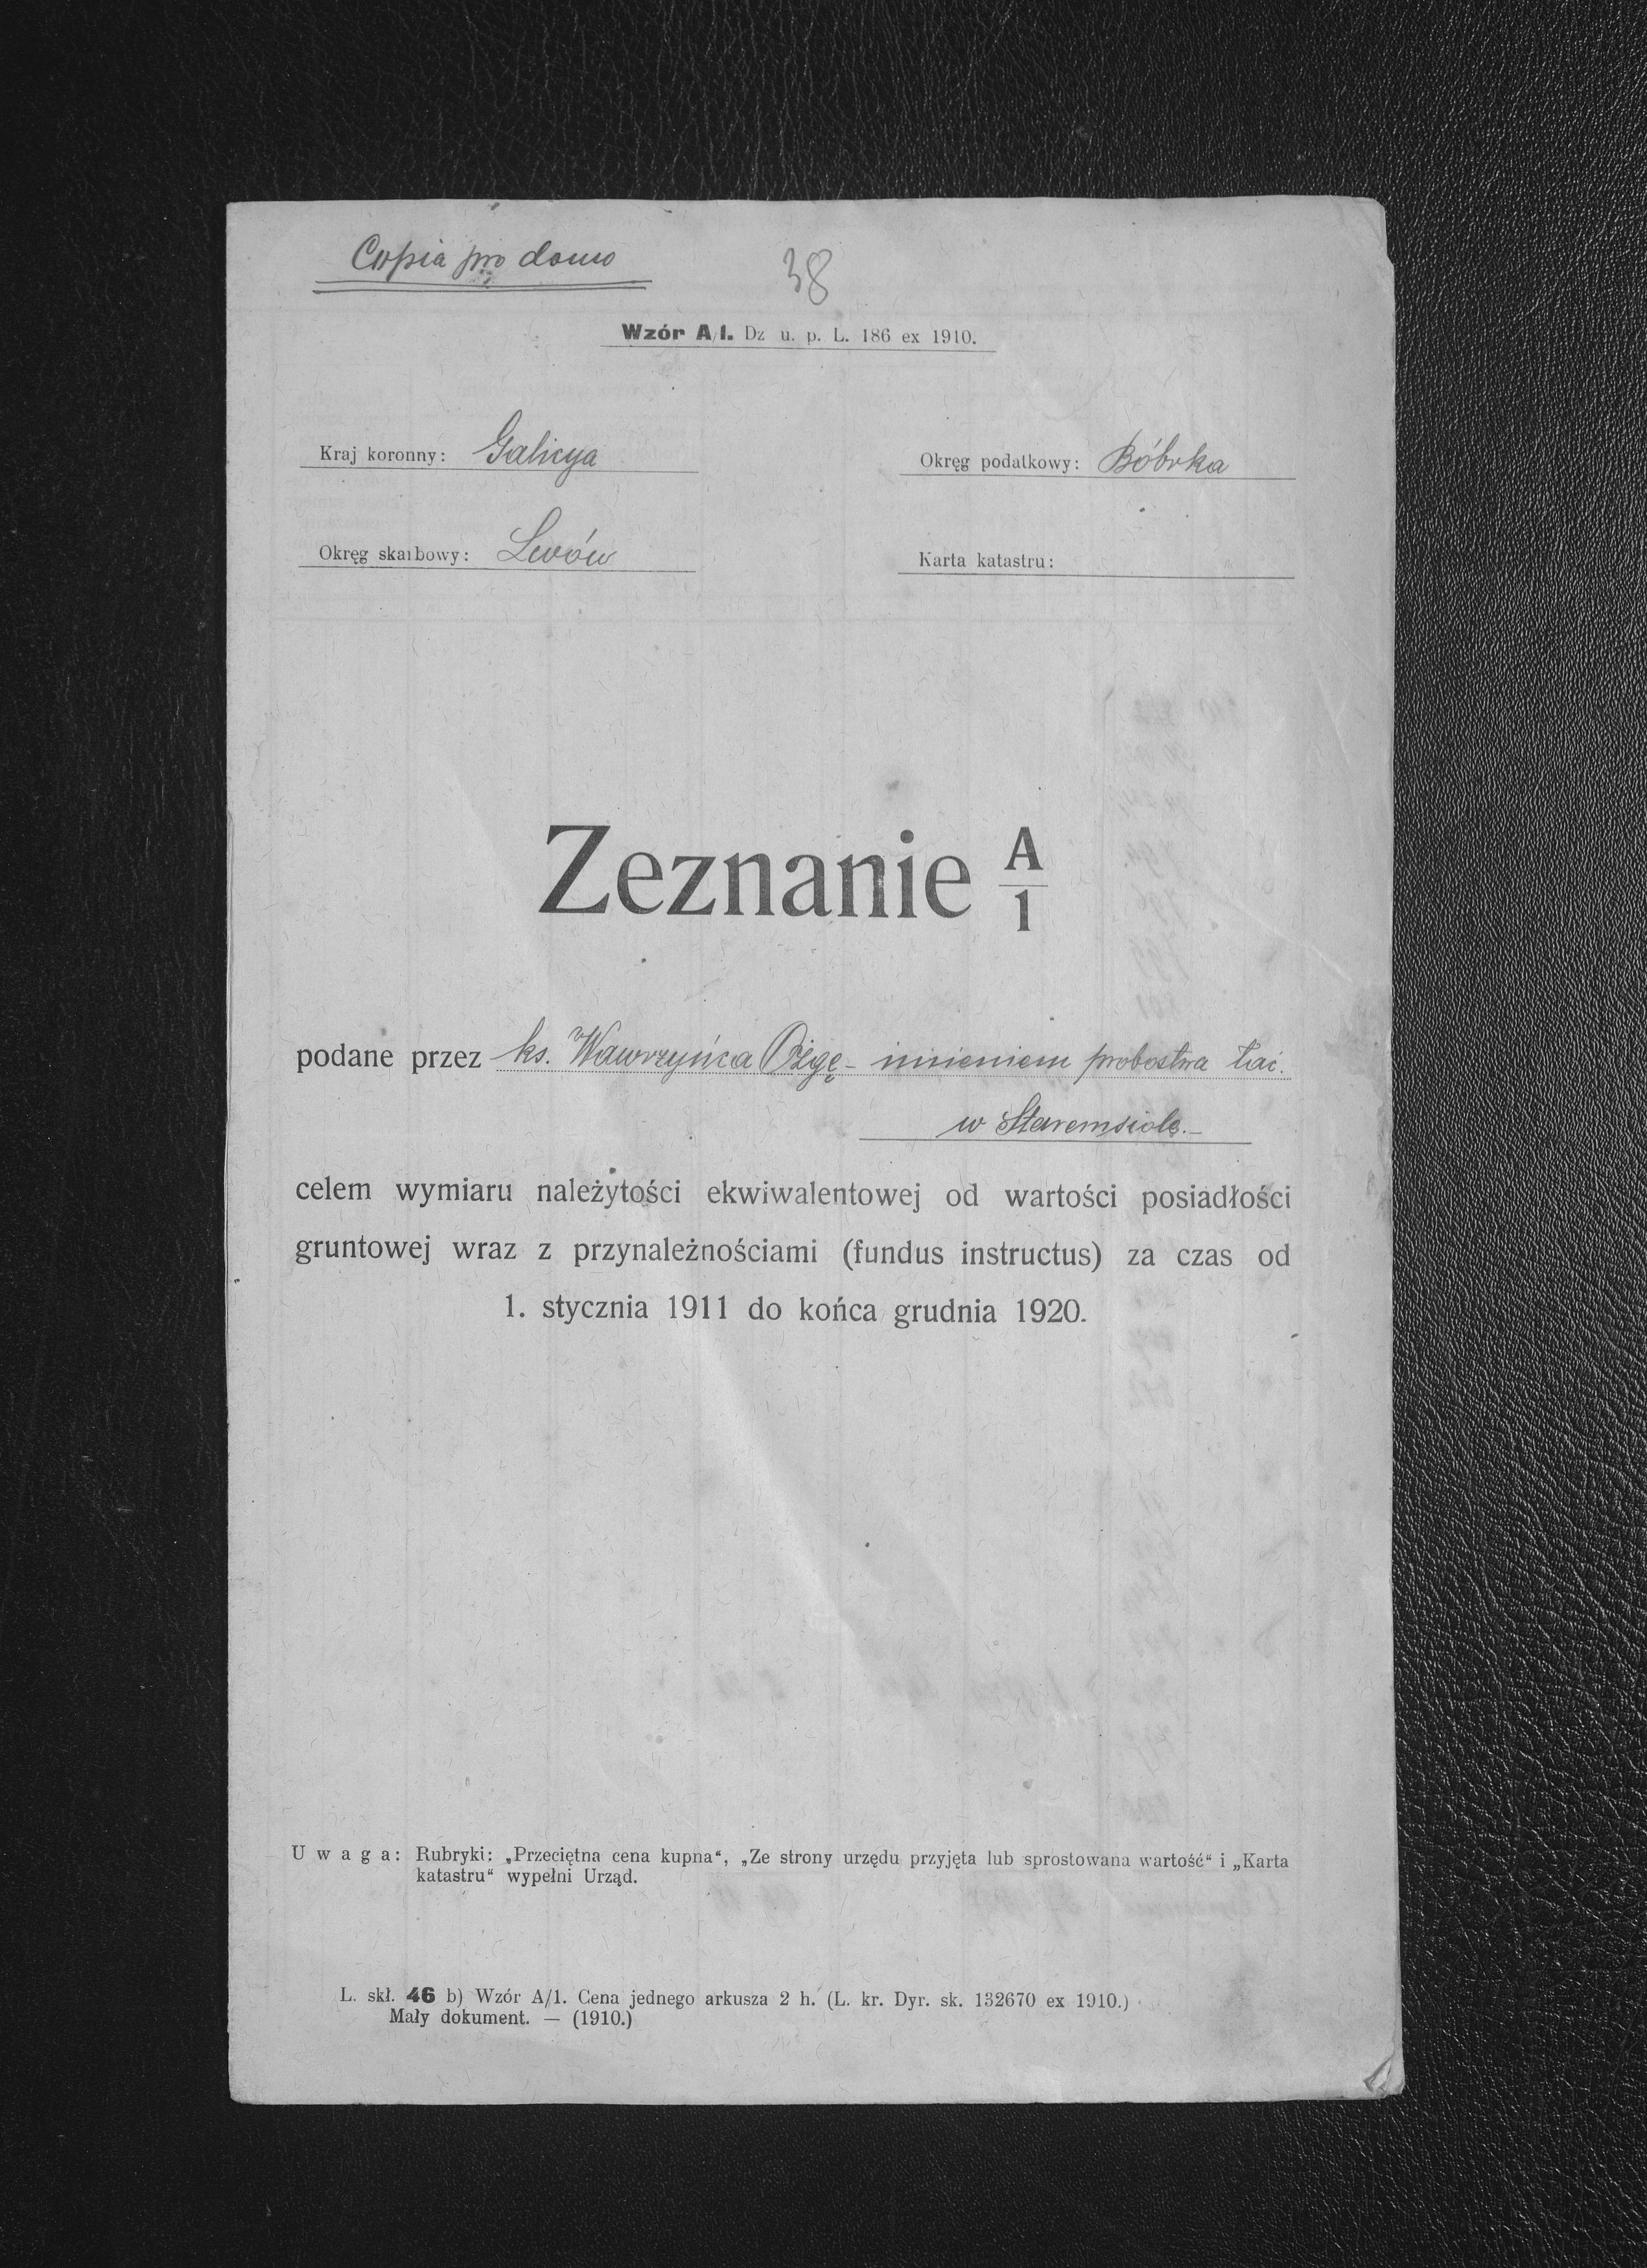 Copia pro domo
38
Wzór A/I. Dz u. p. L. 186 ex 1910.
Kraj koronny: Galicya
Okręg podatkowy: Bóbrka
Okręg skarbowy: Lwów
Karta katastru:
Zeznanie A/1
podane przez ks. Wawrzyńca Ożgę - imieniem probostwa łać.
w Staremsiole.-
celem wymiaru należytości ekwiwalentowej od wartości posiadłości
gruntowej wraz z przynależnościami (fundus instructus) za czas od
1. stycznia 1911 do końca grudnia 1920.
Uwaga: Rubryki: „Przeciętna cena kupna“, „Ze strony urzędu przyjęta lub sprostowana wartość“ i „Karta
katastru“ wypełni Urząd.
L. skł. 46 b) Wzór A/1. Cena jednego arkusza 2 h. (L. kr. Dyr. sk. 132670 ex 1910.)
Mały dokument. — (1910.)